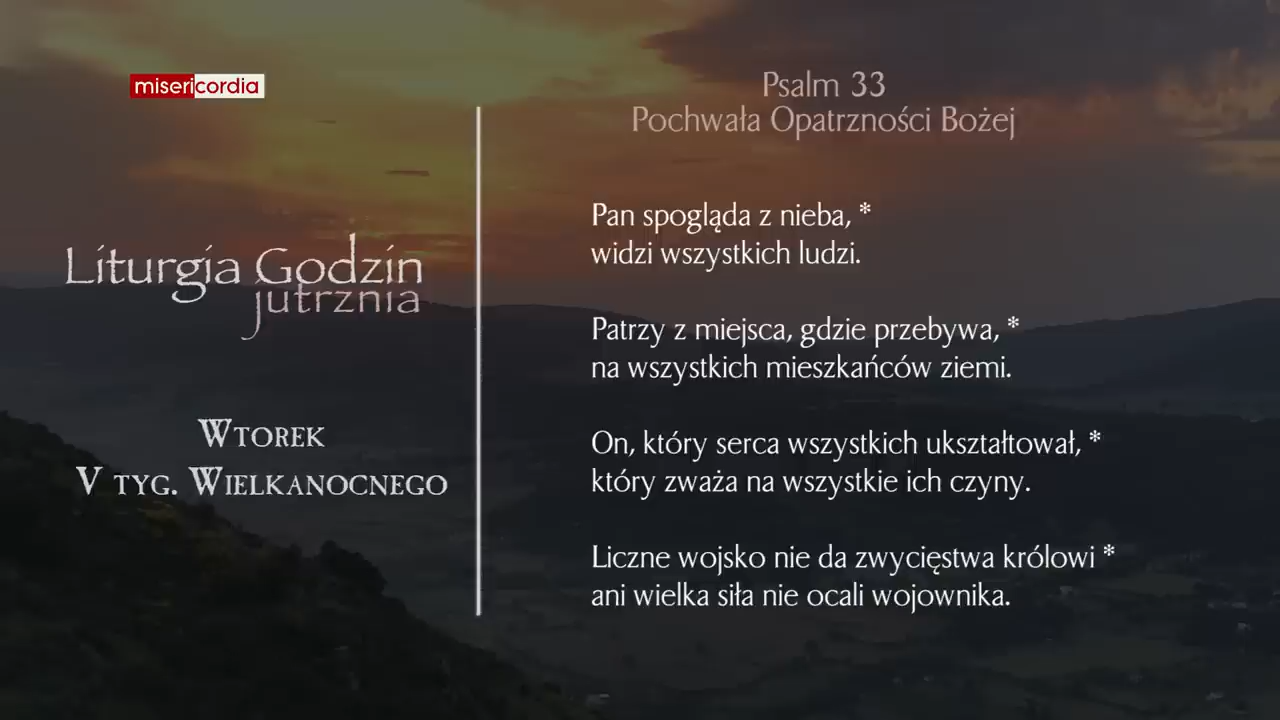 misericordia
Liturgia Godzin
jutrznia
Wtorek
V tyg. Wielkanocnego
Psalm 33
Pochwała Opatrzności Bożej
Pan spogląda z nieba, *
widzi wszystkich ludzi.
Patrzy z miejsca, gdzie przebywa, *
na wszystkich mieszkańców ziemi.
On, który serca wszystkich ukształtował, *
który zważa na wszystkie ich czyny.
Liczne wojsko nie da zwycięstwa królowi *
ani wielka siła nie ocali wojownika.